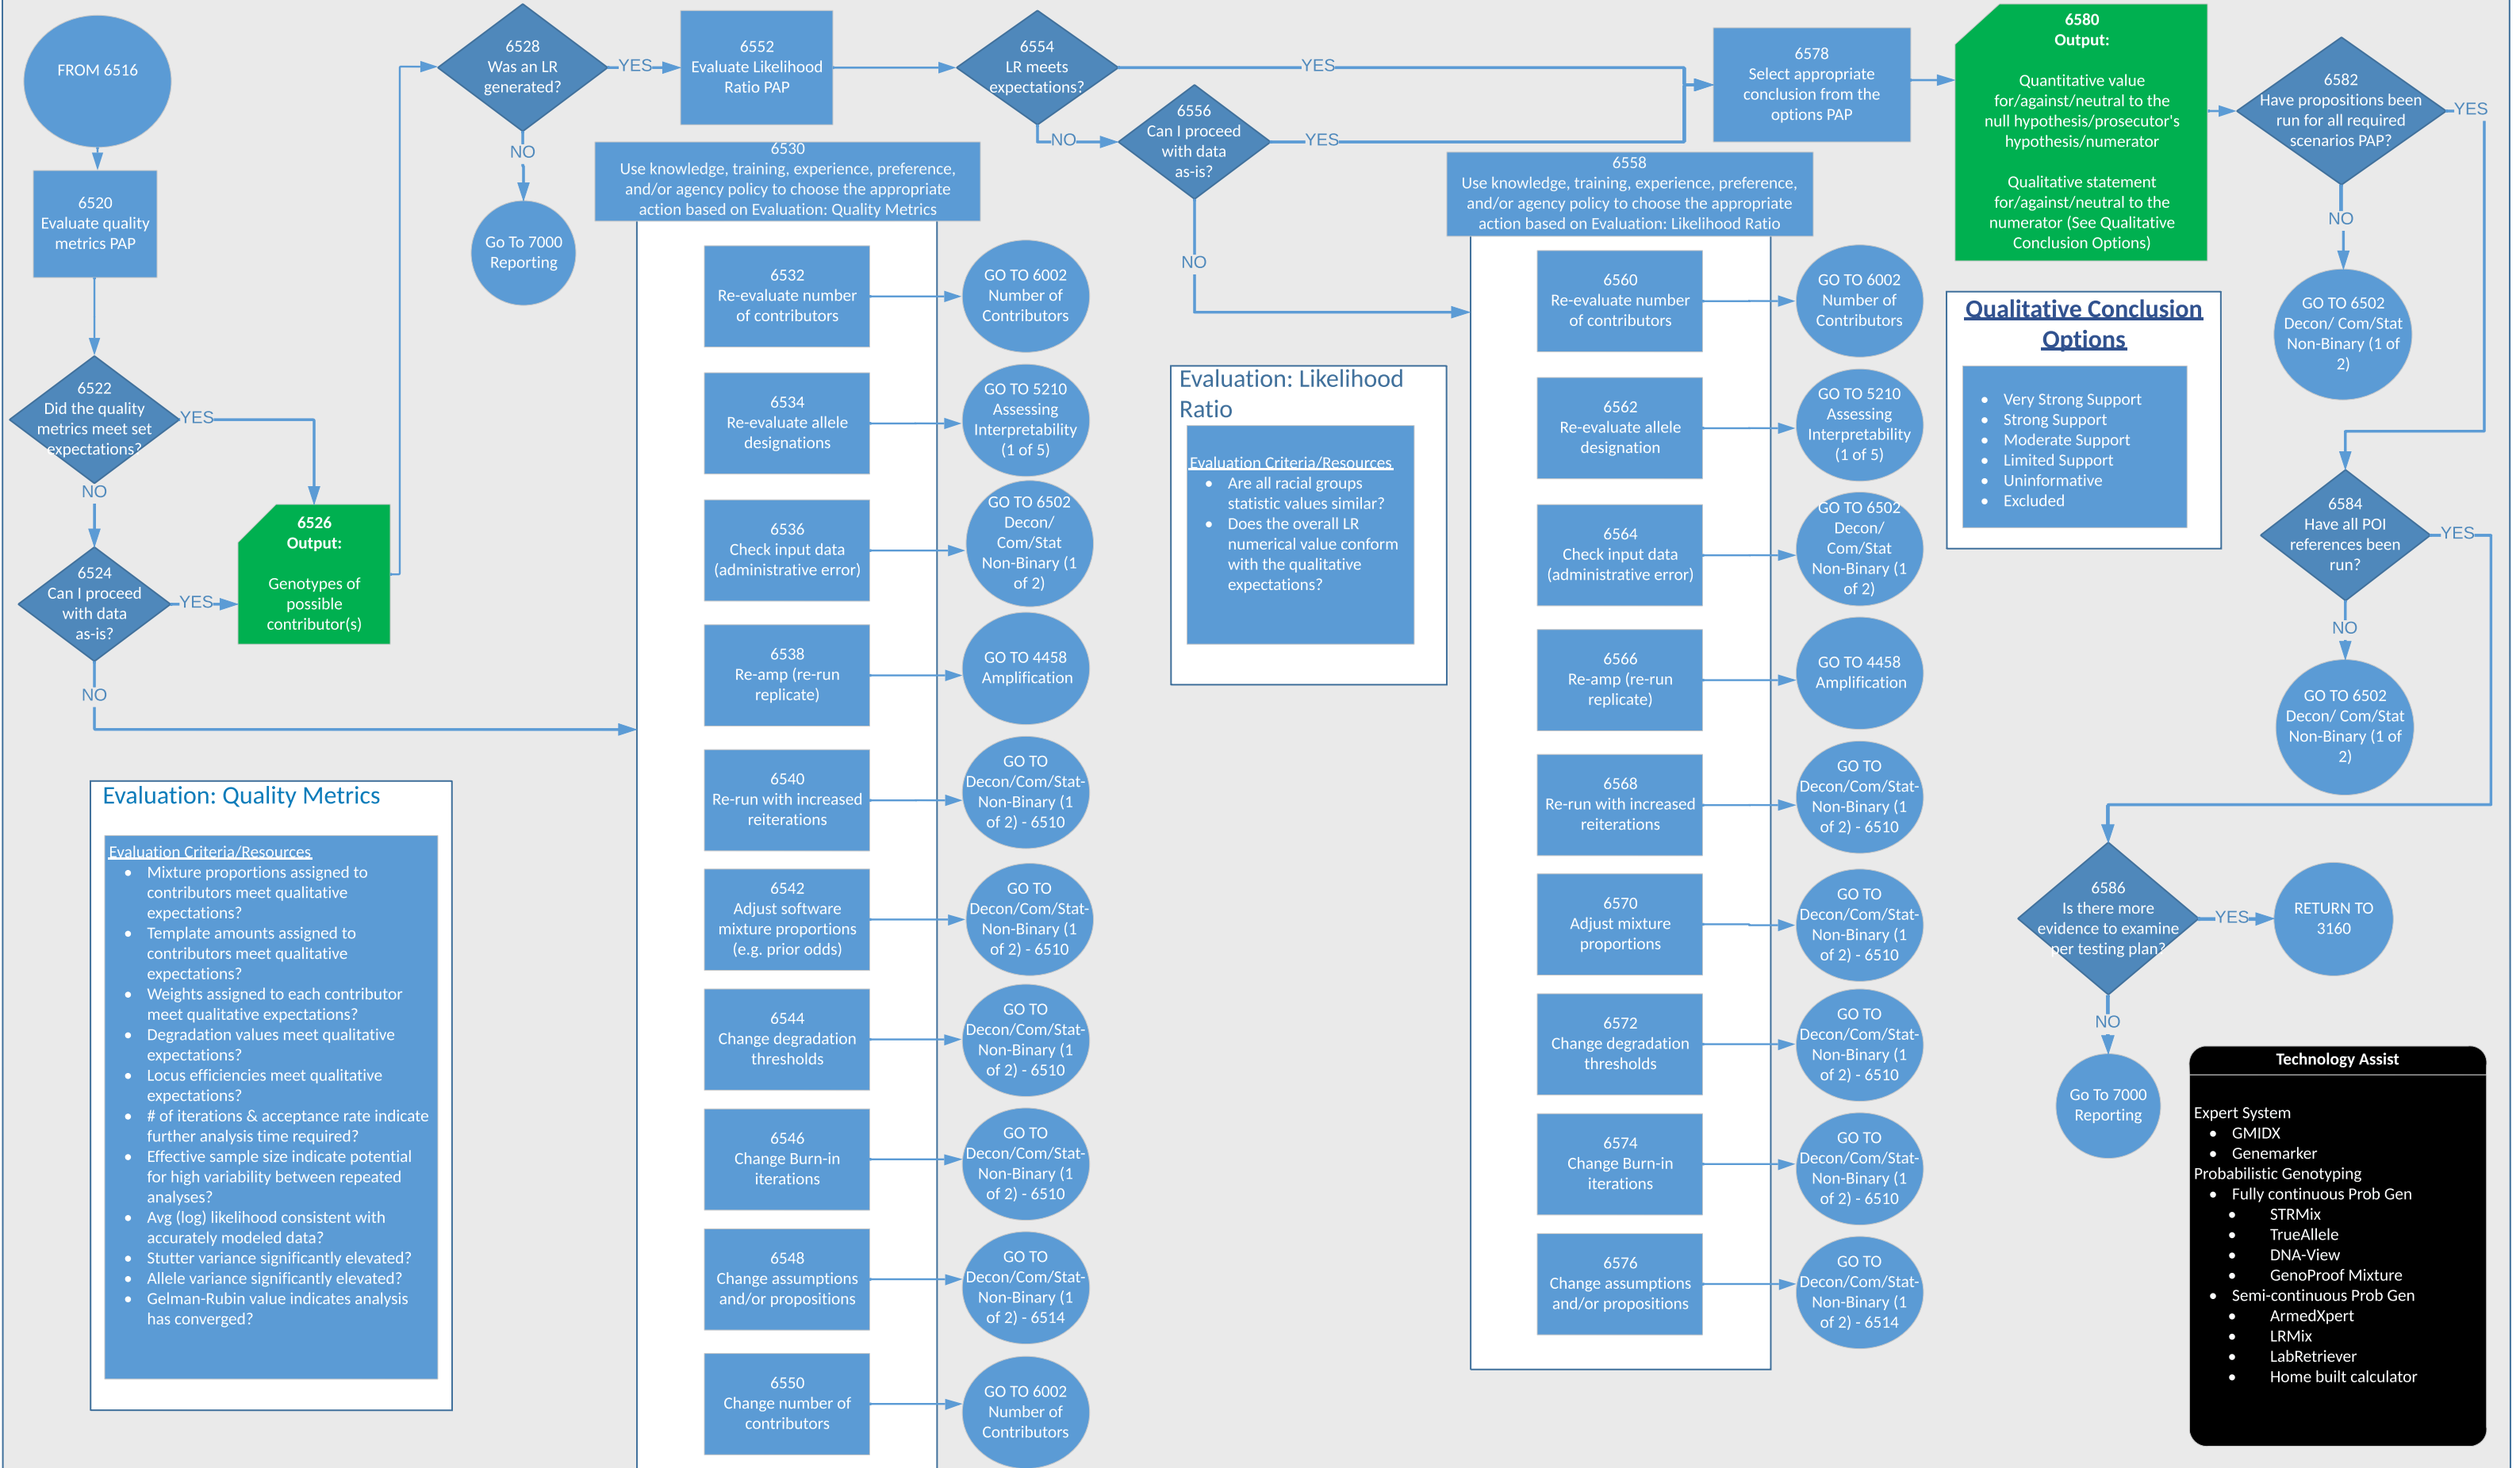 FROM 6516
6520
Evaluate quality
metrics PAP
6522
Did the quality
metrics meet set
expectations?
YES
NO
6524
Can I proceed
with data
as-is?
YES
NO
6526
Output:
Genotypes of
possible
contributor(s)
6528
Was an LR
generated?
YES
NO
Go To 7000
Reporting
6552
Evaluate Likelihood
Ratio PAP
6554
LR meets
expectations?
YES
NO
6556
Can I proceed
with data
as-is?
YES
NO
6578
Select appropriate
conclusion from the
options PAP
6580
Output:
Quantitative value
for/against/neutral to the
null hypothesis/prosecutor's
hypothesis/numerator
Qualitative statement
for/against/neutral to the
numerator (See Qualitative
Conclusion Options)
6582
Have propositions been
run for all required
scenarios PAP?
YES
NO
GO TO 6502
Decon/ Com/Stat
Non-Binary (1 of
2)
6584
Have all POI
references been
run?
YES
NO
GO TO 6502
Decon/ Com/Stat
Non-Binary (1 of
2)
6586
Is there more
evidence to examine
per testing plan?
YES
RETURN TO
3160
NO
Go To 7000
Reporting
6530
Use knowledge, training, experience, preference,
and/or agency policy to choose the appropriate
action based on Evaluation: Quality Metrics
6532
Re-evaluate number
of contributors
GO TO 6002
Number of
Contributors
6534
Re-evaluate allele
designations
GO TO 5210
Assessing
Interpretability
(1 of 5)
6536
Check input data
(administrative error)
GO TO 6502
Decon/
Com/Stat
Non-Binary (1
of 2)
6538
Re-amp (re-run
replicate)
GO TO 4458
Amplification
6540
Re-run with increased
reiterations
GO TO
Decon/Com/Stat-
Non-Binary (1
of 2) - 6510
6542
Adjust software
mixture proportions
(e.g. prior odds)
GO TO
Decon/Com/Stat-
Non-Binary (1
of 2) - 6510
6544
Change degradation
thresholds
GO TO
Decon/Com/Stat-
Non-Binary (1
of 2) - 6510
6546
Change Burn-in
iterations
GO TO
Decon/Com/Stat-
Non-Binary (1
of 2) - 6510
6548
Change assumptions
and/or propositions
GO TO
Decon/Com/Stat-
Non-Binary (1
of 2) - 6514
6550
Change number of
contributors
GO TO 6002
Number of
Contributors
6558
Use knowledge, training, experience, preference,
and/or agency policy to choose the appropriate
action based on Evaluation: Likelihood Ratio
6560
Re-evaluate number
of contributors
GO TO 6002
Number of
Contributors
6562
Re-evaluate allele
designation
GO TO 5210
Assessing
Interpretability
(1 of 5)
6564
Check input data
(administrative error)
GO TO 6502
Decon/
Com/Stat
Non-Binary (1
of 2)
6566
Re-amp (re-run
replicate)
GO TO 4458
Amplification
6568
Re-run with increased
reiterations
GO TO
Decon/Com/Stat-
Non-Binary (1
of 2) - 6510
6570
Adjust mixture
proportions
GO TO
Decon/Com/Stat-
Non-Binary (1
of 2) - 6510
6572
Change degradation
thresholds
GO TO
Decon/Com/Stat-
Non-Binary (1
of 2) - 6510
6574
Change Burn-in
iterations
GO TO
Decon/Com/Stat-
Non-Binary (1
of 2) - 6510
6576
Change assumptions
and/or propositions
GO TO
Decon/Com/Stat-
Non-Binary (1
of 2) - 6514
Evaluation: Likelihood
Ratio
Evaluation Criteria/Resources
• Are all racial groups
statistic values similar?
• Does the overall LR
numerical value conform
with the qualitative
expectations?
Qualitative Conclusion
Options
• Very Strong Support
• Strong Support
• Moderate Support
• Limited Support
• Uninformative
• Excluded
Evaluation: Quality Metrics
Evaluation Criteria/Resources
• Mixture proportions assigned to
contributors meet qualitative
expectations?
• Template amounts assigned to
contributors meet qualitative
expectations?
• Weights assigned to each contributor
meet qualitative expectations?
• Degradation values meet qualitative
expectations?
• Locus efficiencies meet qualitative
expectations?
• # of iterations & acceptance rate indicate
further analysis time required?
• Effective sample size indicate potential
for high variability between repeated
analyses?
• Avg (log) likelihood consistent with
accurately modeled data?
• Stutter variance significantly elevated?
• Allele variance significantly elevated?
• Gelman-Rubin value indicates analysis
has converged?
Technology Assist
Expert System
• GMIDX
• Genemarker
Probabilistic Genotyping
• Fully continuous Prob Gen
• STRMix
• TrueAllele
• DNA-View
• GenoProof Mixture
• Semi-continuous Prob Gen
• ArmedXpert
• LRMix
• LabRetriever
• Home built calculator